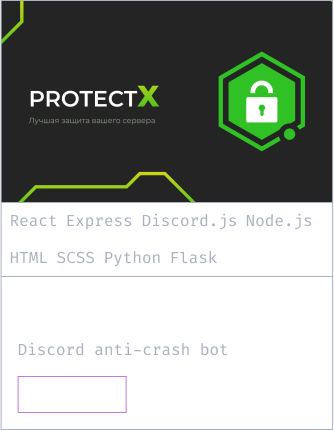 PROTECTX
Лучшая защита вашего сервера
React Express Discord.js Node.js
HTML SCSS Python Flask
Discord anti-crash bot